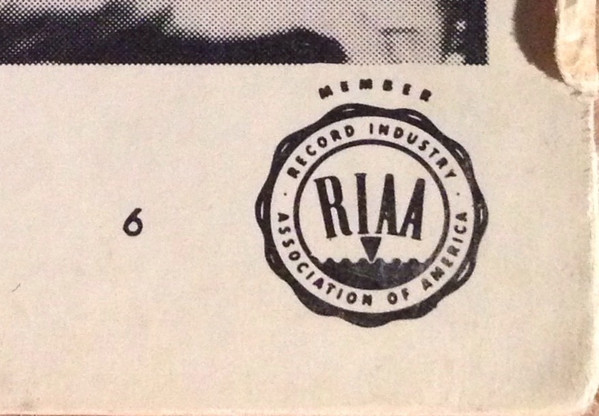 MEMBER
RECORD INDUSTRY
RIAA
ASSOCIATION OF AMERICA
6